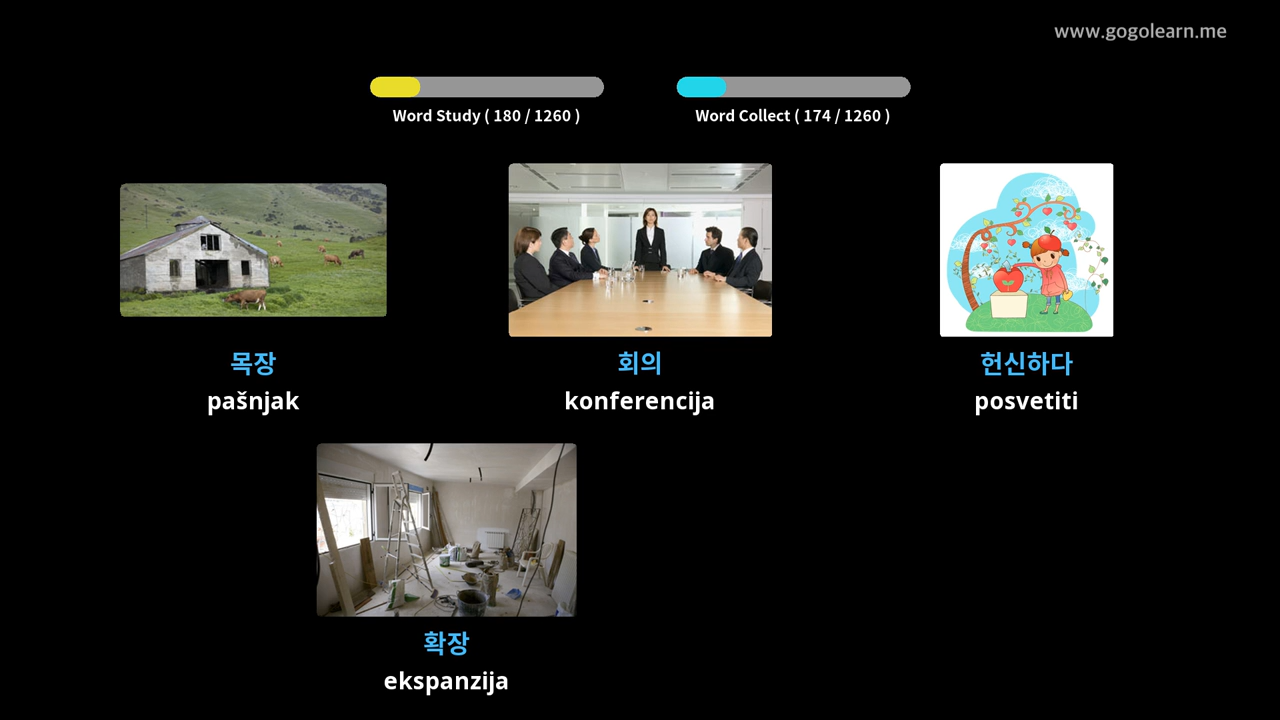 www.gogolearn.me
Word Study ( 180 / 1260 )
Word Collect ( 174 / 1260 )
목장
pašnjak
회의
konferencija
헌신하다
posvetiti
확장
ekspanzija